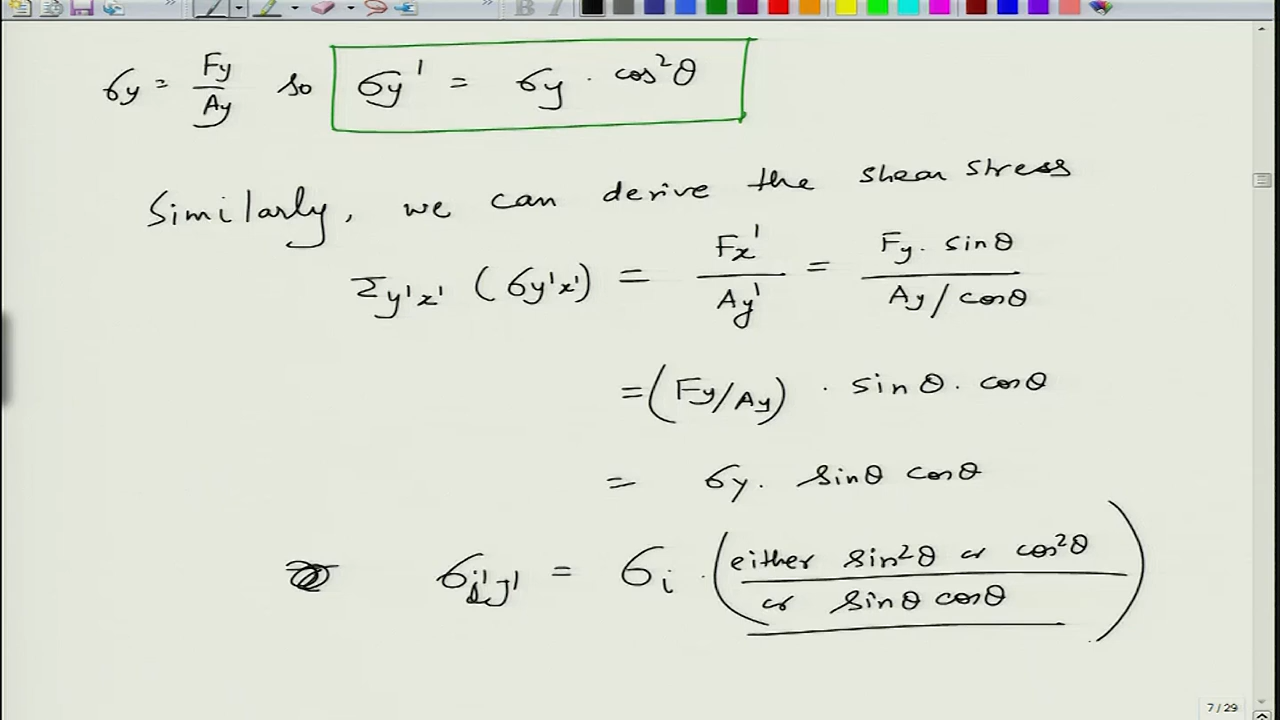 σy = Fy/Ay so σy' = σy · cos²θ
Similarly, we can derive the shear stress
τy'x' (σy'x') = Fx'/Ay' = Fy. sinθ / Ay/cosθ
= (Fy/Ay) · sinθ. cosθ
= σy. sinθ cosθ
σi'j' = σi · (either sin²θ or cos²θ
or sinθ cosθ)
7 / 29